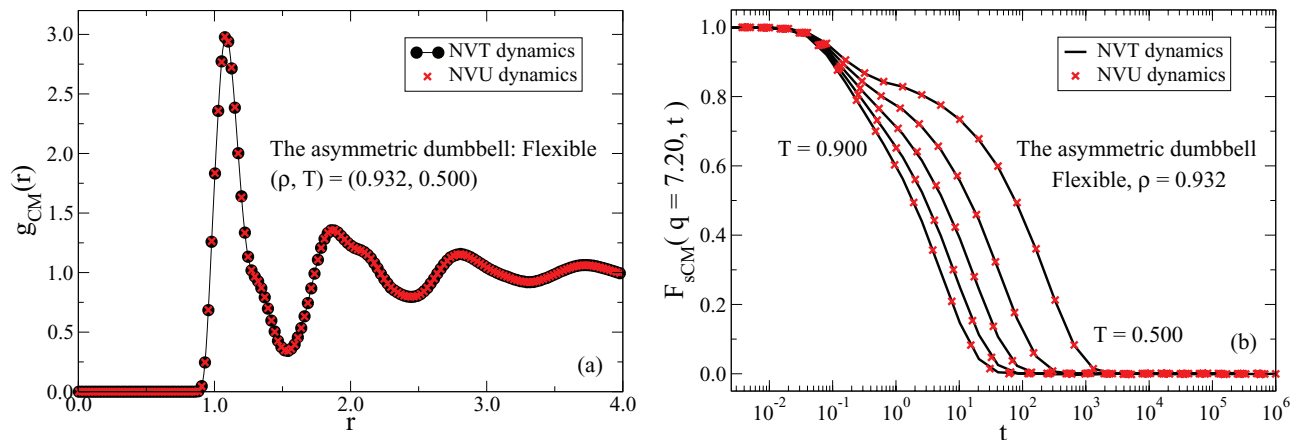 3.0
2.5
2.0
1.5
1.0
0.5
0.0
g_CM(r)
NVT dynamics
NVU dynamics
The asymmetric dumbbell: Flexible
(ρ, T) = (0.932, 0.500)
(a)
0.0 1.0 2.0 3.0 4.0
r
1.0
0.8
0.6
0.4
0.2
0.0
F_sCM( q = 7.20, t)
NVT dynamics
NVU dynamics
T = 0.900
The asymmetric dumbbell
Flexible, ρ = 0.932
T = 0.500
(b)
10^-2 10^-1 10^0 10^1 10^2 10^3 10^4 10^5 10^6
t